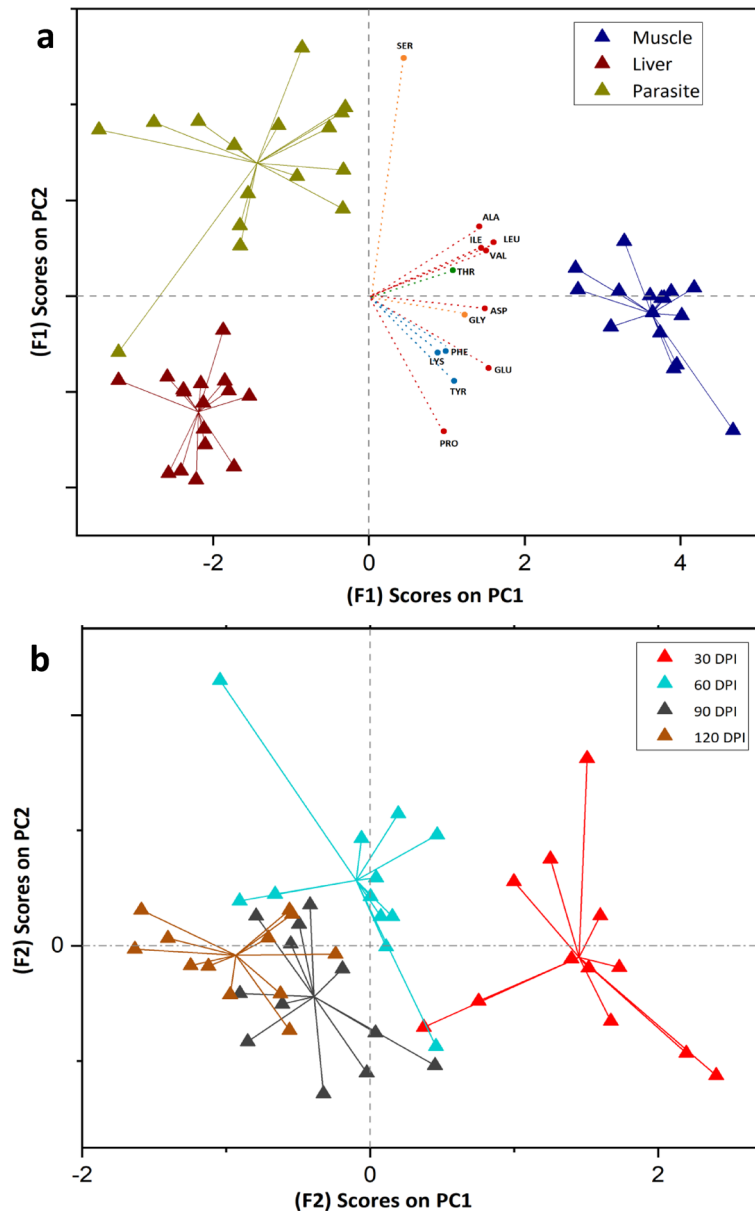 a
Muscle
Liver
Parasite
SER
ALA
ILE
LEU
VAL
THR
ASP
GLY
LYS
PHE
GLU
TYR
PRO
(F1) Scores on PC2
-2
0
2
4
(F1) Scores on PC1
b
30 DPI
60 DPI
90 DPI
120 DPI
(F2) Scores on PC2
0
-2
0
2
(F2) Scores on PC1